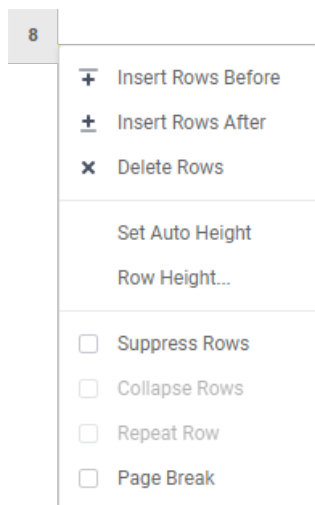 8
Insert Rows Before
Insert Rows After
Delete Rows
Set Auto Height
Row Height...
Suppress Rows
Collapse Rows
Repeat Row
Page Break